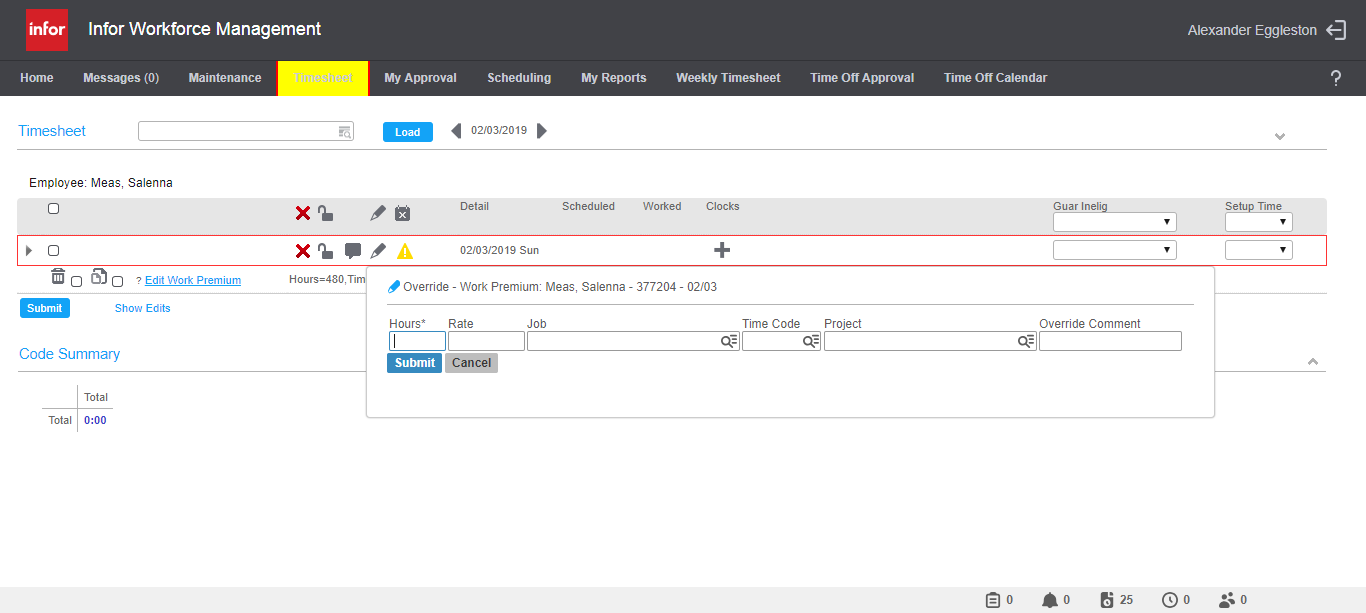 infor Infor Workforce Management Alexander Eggleston
Home Messages (0) Maintenance Timesheet My Approval Scheduling My Reports Weekly Timesheet Time Off Approval Time Off Calendar ?
Timesheet Load 02/03/2019
Employee: Meas, Salenna
Detail Scheduled Worked Clocks Guar Inelig Setup Time
02/03/2019 Sun
? Edit Work Premium Hours=480,Tim
Override - Work Premium: Meas, Salenna - 377204 - 02/03
Submit Show Edits
Hours* Rate Job Time Code Project Override Comment
Submit Cancel
Code Summary
Total
Total 0:00
0 0 25 0 0